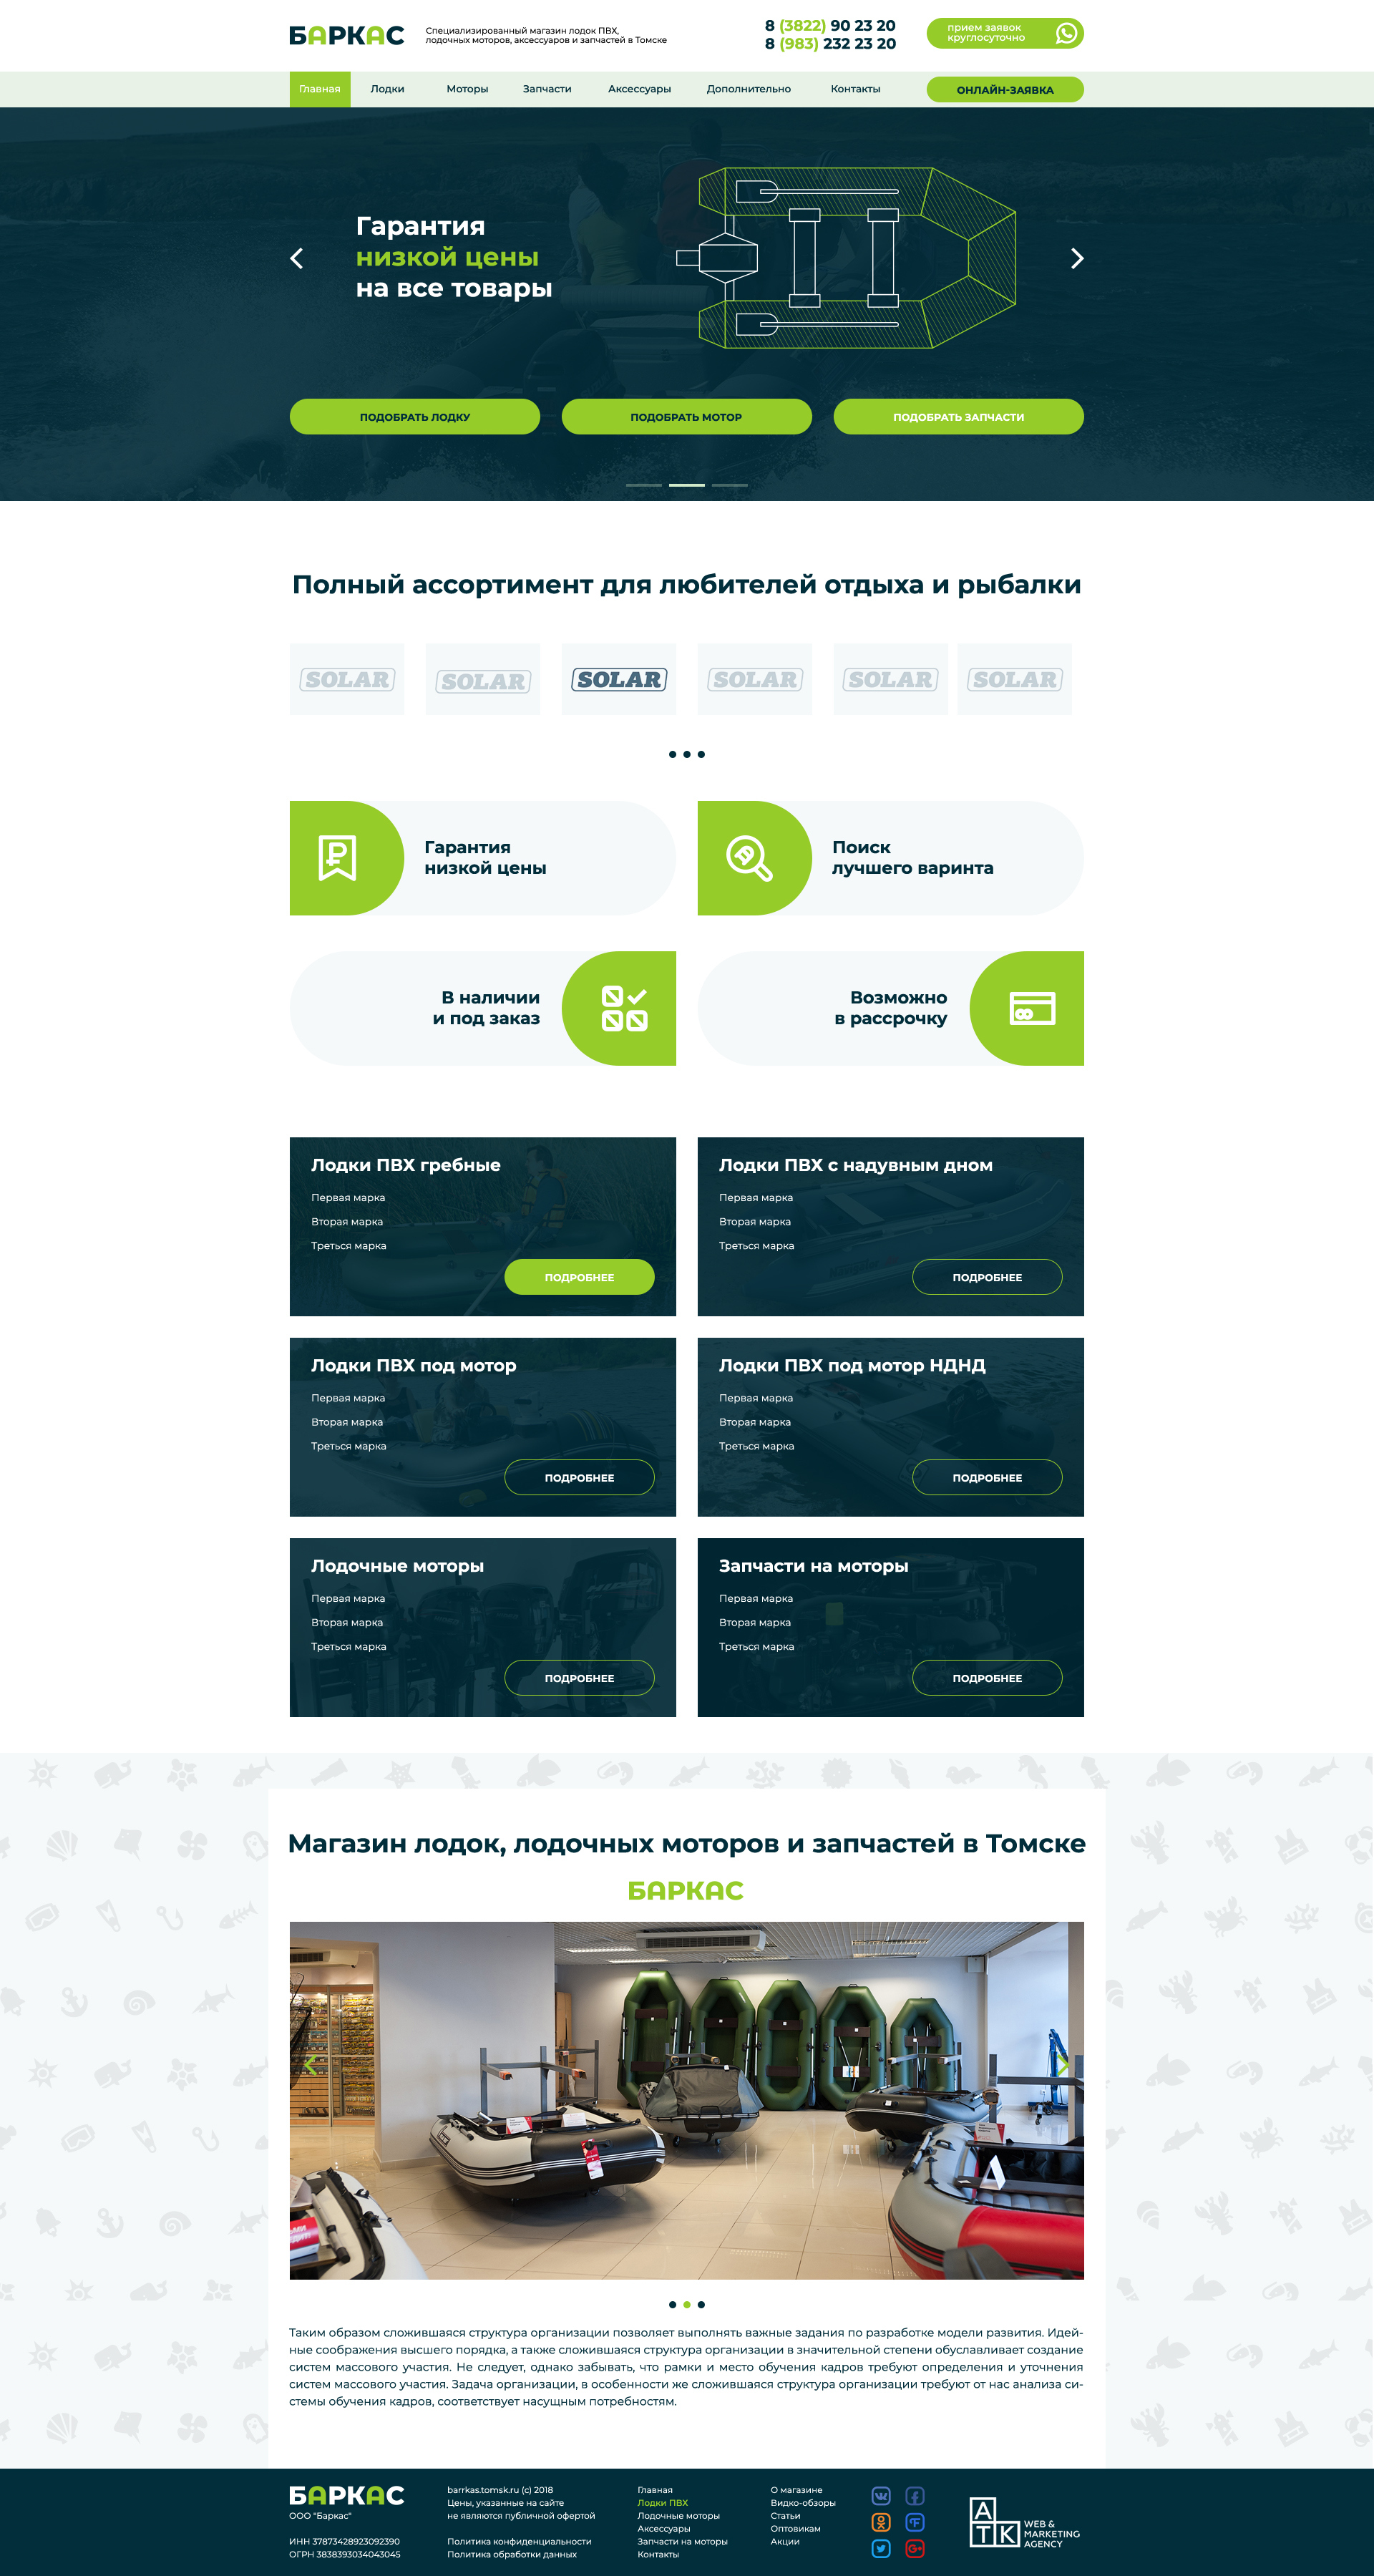 БАРКАС
Специализированный магазин лодок ПВХ,
лодочных моторов, аксессуаров и запчастей в Томске
8 (3822) 90 23 20
8 (983) 232 23 20
прием заявок
круглосуточно
Главная
Лодки
Моторы
Запчасти
Аксессуары
Дополнительно
Контакты
ОНЛАЙН-ЗАЯВКА
Гарантия
низкой цены
на все товары
ПОДОБРАТЬ ЛОДКУ
ПОДОБРАТЬ МОТОР
ПОДОБРАТЬ ЗАПЧАСТИ
Полный ассортимент для любителей отдыха и рыбалки
SOLAR
SOLAR
SOLAR
SOLAR
SOLAR
SOLAR
Гарантия
низкой цены
Поиск
лучшего варинта
В наличии
и под заказ
Возможно
в рассрочку
Лодки ПВХ гребные
Первая марка
Вторая марка
Треться марка
ПОДРОБНЕЕ
Лодки ПВХ с надувным дном
Первая марка
Вторая марка
Треться марка
ПОДРОБНЕЕ
Лодки ПВХ под мотор
Первая марка
Вторая марка
Треться марка
ПОДРОБНЕЕ
Лодки ПВХ под мотор НДНД
Первая марка
Вторая марка
Треться марка
ПОДРОБНЕЕ
Лодочные моторы
Первая марка
Вторая марка
Треться марка
ПОДРОБНЕЕ
Запчасти на моторы
Первая марка
Вторая марка
Треться марка
ПОДРОБНЕЕ
Магазин лодок, лодочных моторов и запчастей в Томске
БАРКАС
Таким образом сложившаяся структура организации позволяет выполнять важные задания по разработке модели развития. Идей-
ные соображения высшего порядка, а также сложившаяся структура организации в значительной степени обуславливает создание
систем массового участия. Не следует, однако забывать, что рамки и место обучения кадров требуют определения и уточнения
систем массового участия. Задача организации, в особенности же сложившаяся структура организации требуют от нас анализа си-
стемы обучения кадров, соответствует насущным потребностям.
БАРКАС
ООО "Баркас"
ИНН 37873428923092390
ОГРН 3838393034043045
barrkas.tomsk.ru (c) 2018
Цены, указанные на сайте
не являются публичной офертой
Политика конфиденциальности
Политика обработки данных
Главная
Лодки ПВХ
Лодочные моторы
Аксессуары
Запчасти на моторы
Контакты
О магазине
Видко-обзоры
Статьи
Оптовикам
Акции
АТК
WEB &
MARKETING
AGENCY